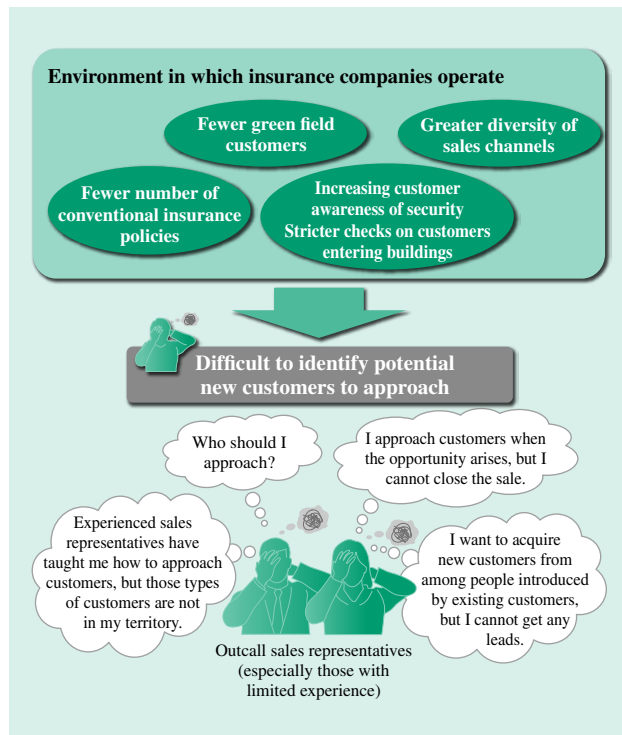 Environment in which insurance companies operate
Fewer green field
customers
Greater diversity of
sales channels
Fewer number of
conventional insurance
policies
Increasing customer
awareness of security
Stricter checks on customers
entering buildings
Difficult to identify potential
new customers to approach
Who should I
approach?
I approach customers when
the opportunity arises, but I
cannot close the sale.
Experienced sales
representatives have
taught me how to approach
customers, but those types
of customers are not
in my territory.
I want to acquire
new customers from
among people introduced
by existing customers,
but I cannot get any
leads.
Outcall sales representatives
(especially those with
limited experience)